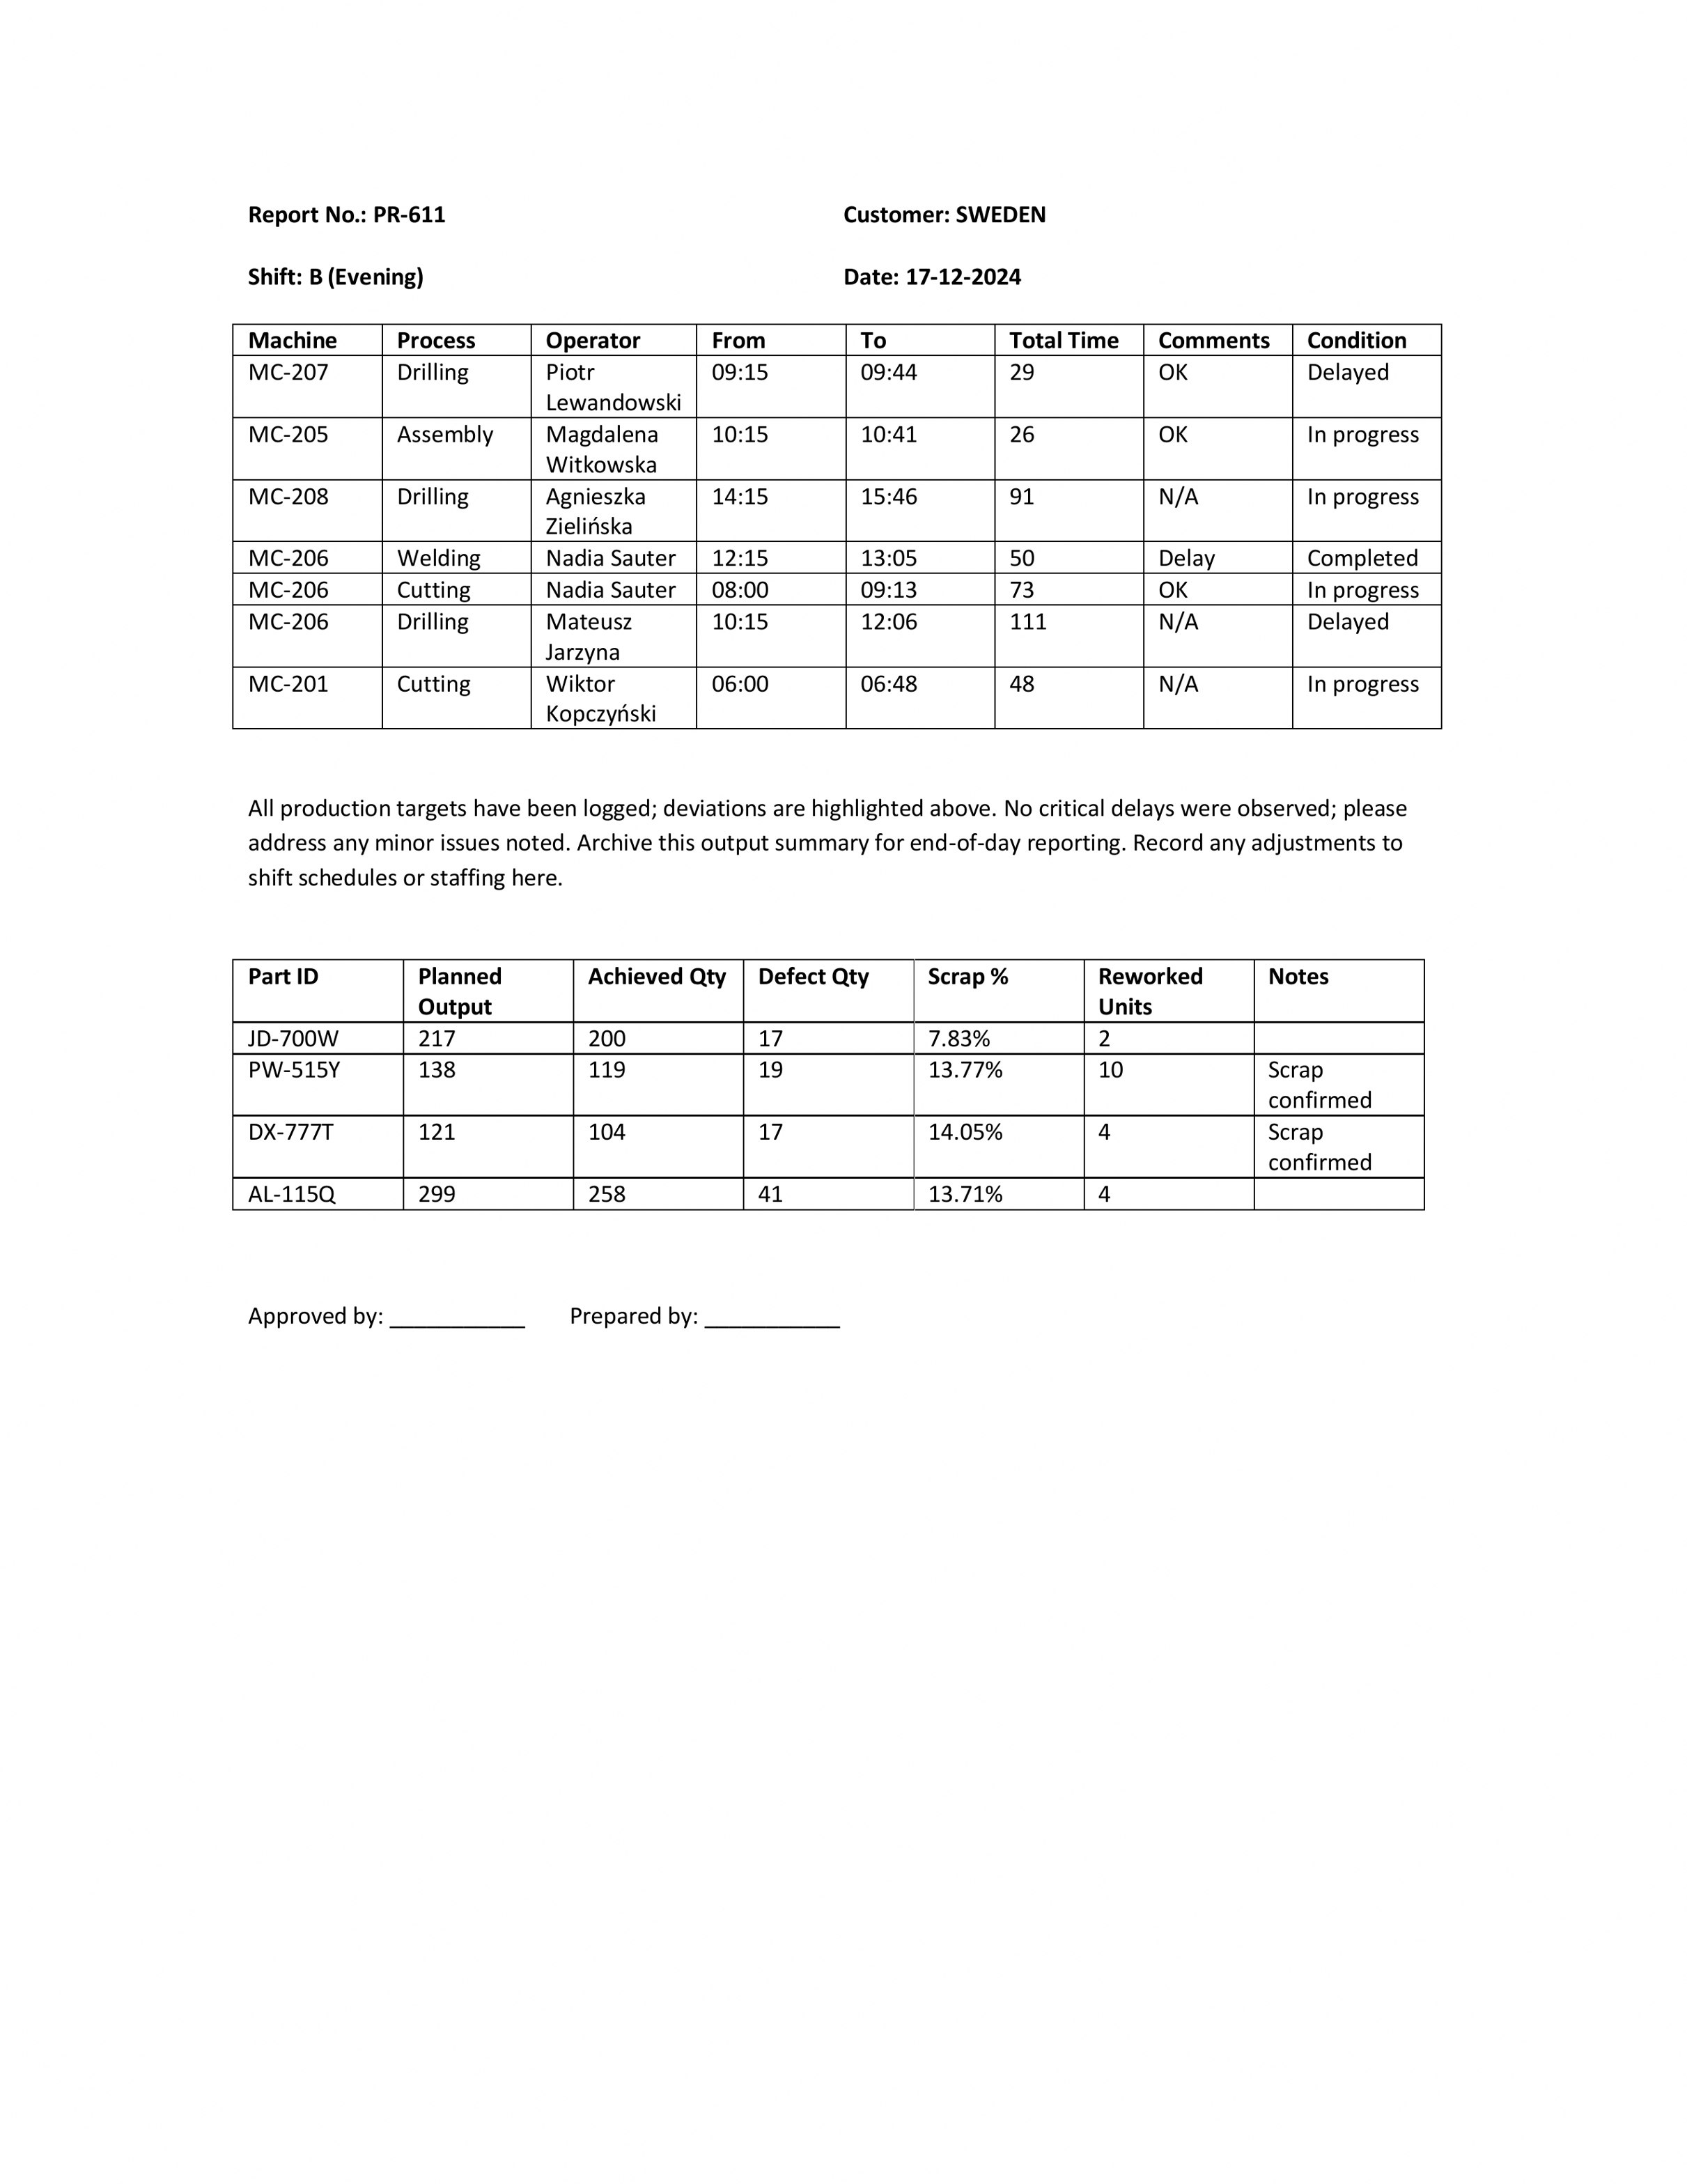 Report No.: PR-611 Customer: SWEDEN
Shift: B (Evening) Date: 17-12-2024
Machine Process Operator From To Total Time Comments Condition
MC-207 Drilling Piotr Lewandowski 09:15 09:44 29 OK Delayed
MC-205 Assembly Magdalena Witkowska 10:15 10:41 26 OK In progress
MC-208 Drilling Agnieszka Zielińska 14:15 15:46 91 N/A In progress
MC-206 Welding Nadia Sauter 12:15 13:05 50 Delay Completed
MC-206 Cutting Nadia Sauter 08:00 09:13 73 OK In progress
MC-206 Drilling Mateusz Jarzyna 10:15 12:06 111 N/A Delayed
MC-201 Cutting Wiktor Kopczyński 06:00 06:48 48 N/A In progress
All production targets have been logged; deviations are highlighted above. No critical delays were observed; please
address any minor issues noted. Archive this output summary for end-of-day reporting. Record any adjustments to
shift schedules or staffing here.
Part ID Planned Output Achieved Qty Defect Qty Scrap % Reworked Units Notes
JD-700W 217 200 17 7.83% 2
PW-515Y 138 119 19 13.77% 10 Scrap confirmed
DX-777T 121 104 17 14.05% 4 Scrap confirmed
AL-115Q 299 258 41 13.71% 4
Approved by: ___________ Prepared by: ___________